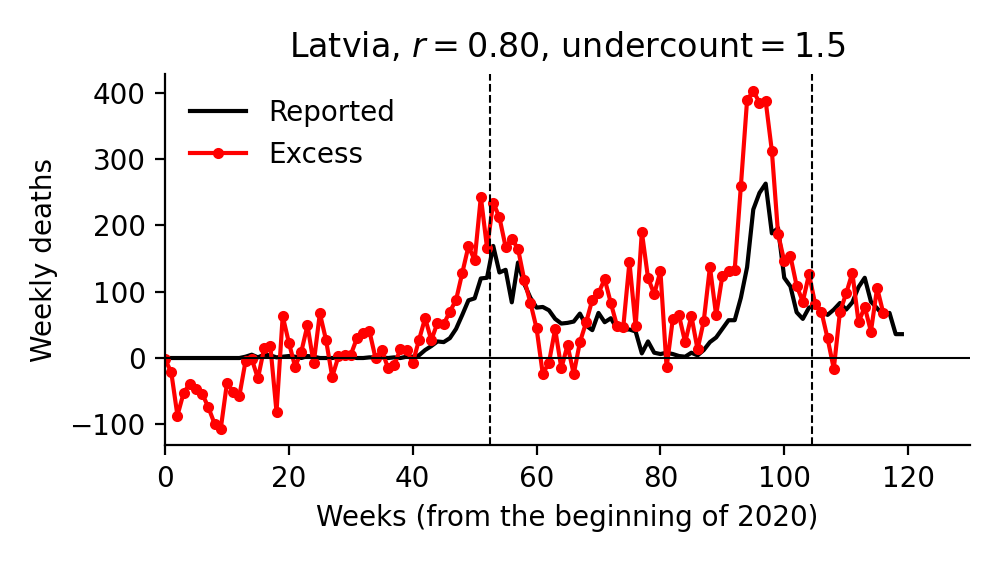 Latvia, r = 0.80, undercount = 1.5
Reported
Excess
Weekly deaths
400
300
200
100
0
−100
0 20 40 60 80 100 120
Weeks (from the beginning of 2020)